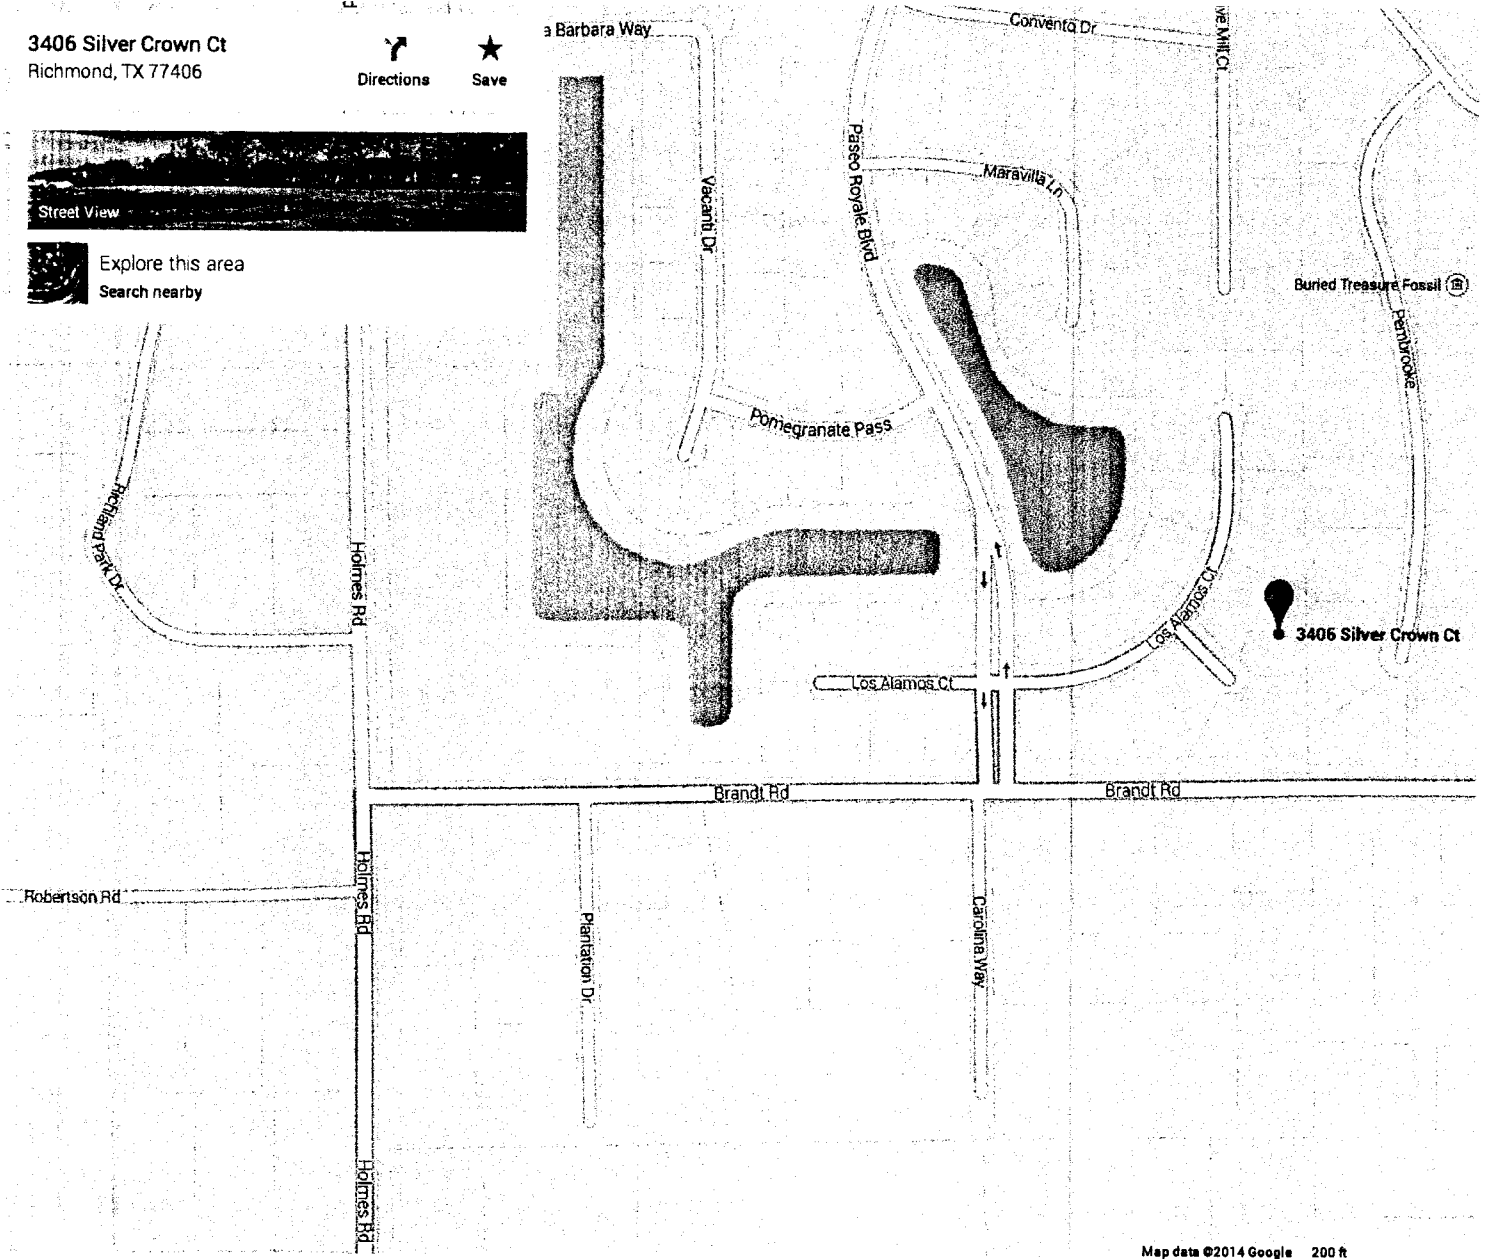 3406 Silver Crown Ct
Richmond, TX 77406
Directions
Save
Street View
Explore this area
Search nearby
a Barbara Way
Convento Dr
ve Mill Ct
Vacanti Dr
Paseo Royale Blvd
Maravilla Ln
Buried Treasure Fossil
Pembrooke
Pomegranate Pass
Richland Park Dr
Holmes Rd
Los Alamos Ct
3406 Silver Crown Ct
Los Alamos Ct
Brandt Rd
Brandt Rd
Robertson Rd
Holmes Rd
Plantation Dr
Carolina Way
Holmes Rd
Map data ©2014 Google 200 ft